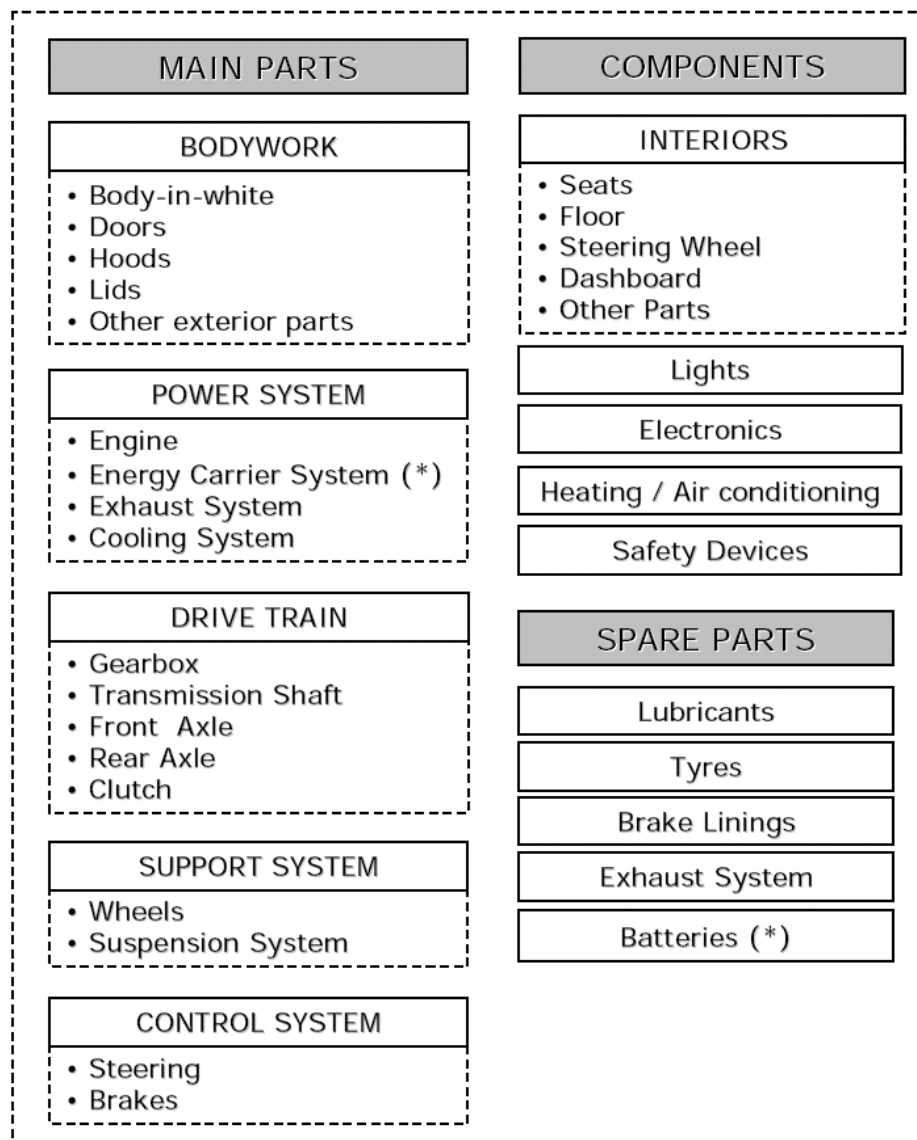 MAIN PARTS
BODYWORK
• Body-in-white
• Doors
• Hoods
• Lids
• Other exterior parts
POWER SYSTEM
• Engine
• Energy Carrier System (*)
• Exhaust System
• Cooling System
DRIVE TRAIN
• Gearbox
• Transmission Shaft
• Front Axle
• Rear Axle
• Clutch
SUPPORT SYSTEM
• Wheels
• Suspension System
CONTROL SYSTEM
• Steering
• Brakes
COMPONENTS
INTERIORS
• Seats
• Floor
• Steering Wheel
• Dashboard
• Other Parts
Lights
Electronics
Heating / Air conditioning
Safety Devices
SPARE PARTS
Lubricants
Tyres
Brake Linings
Exhaust System
Batteries (*)